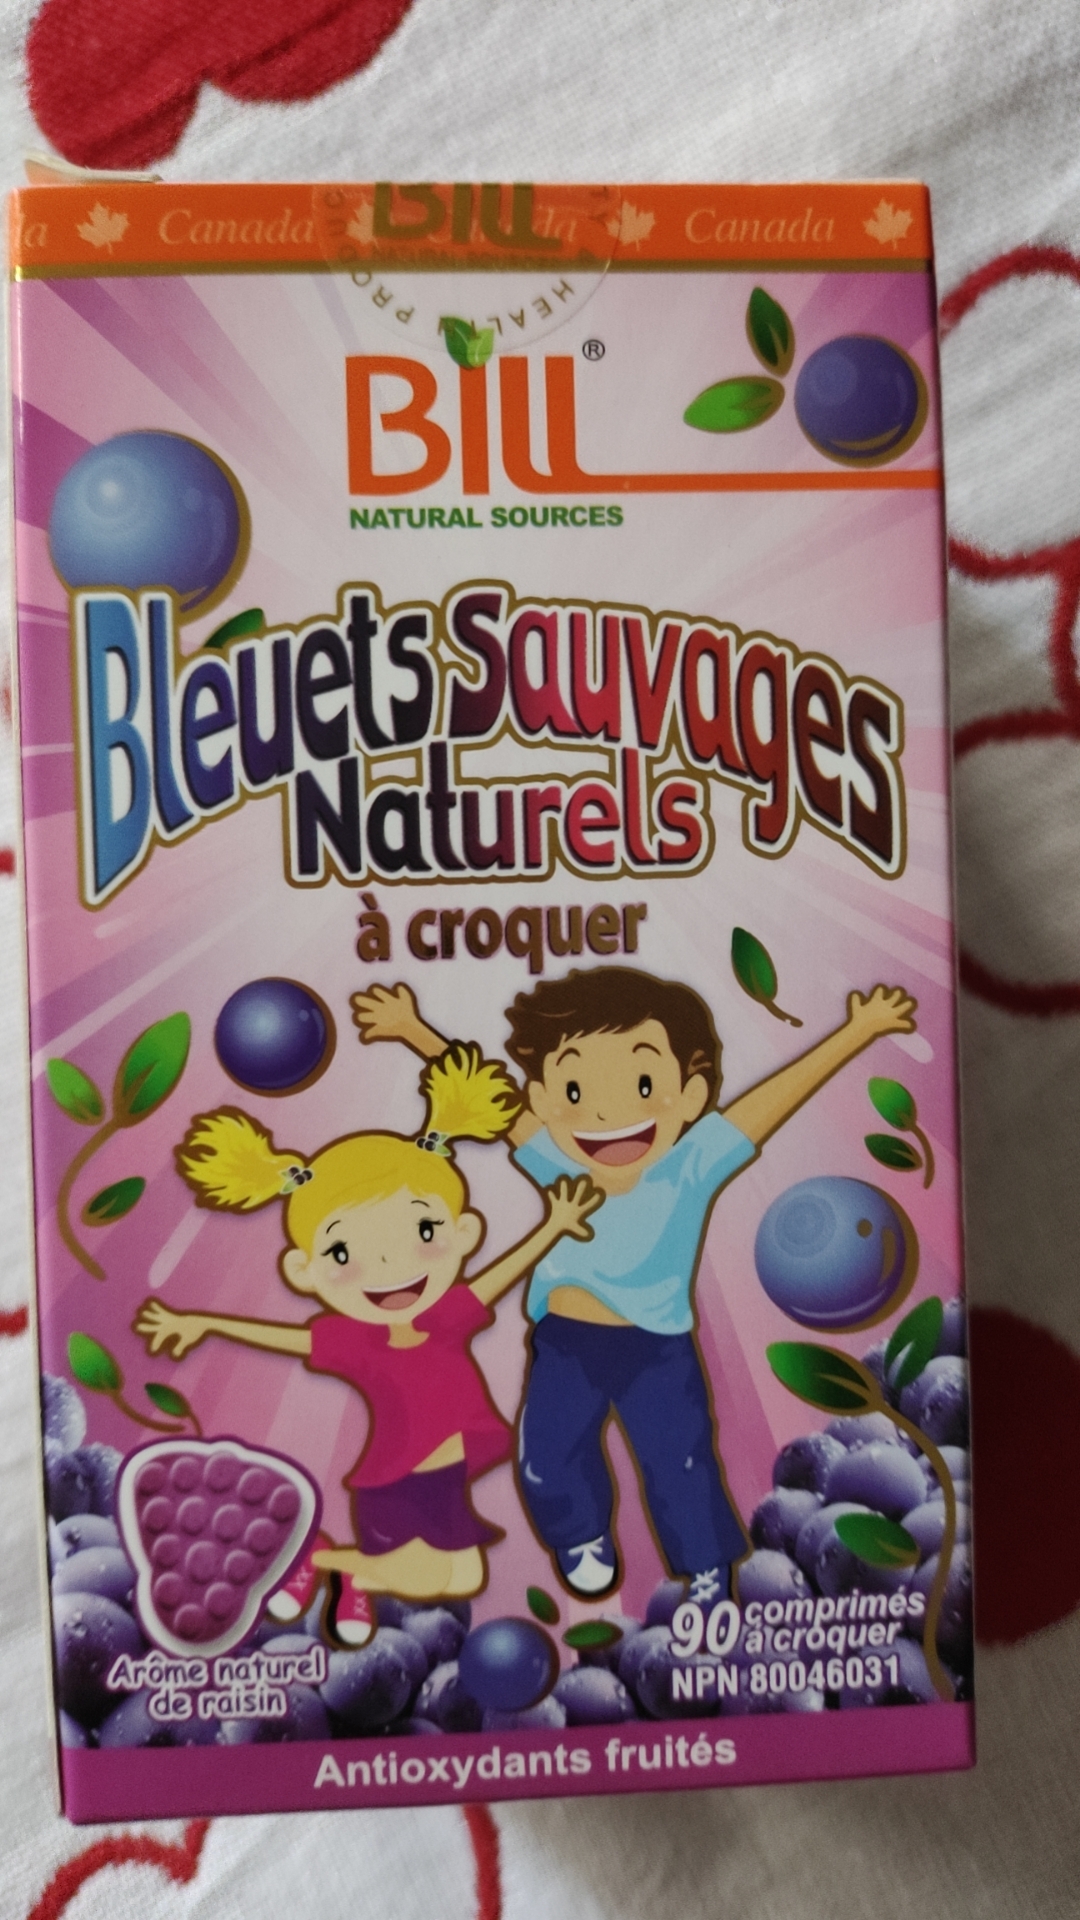 Canada Canada
BILL
BILL®
NATURAL SOURCES
Bleuets Sauvages
Naturels
à croquer
90 comprimés
à croquer
NPN 80046031
Arôme naturel
de raisin
Antioxydants fruités